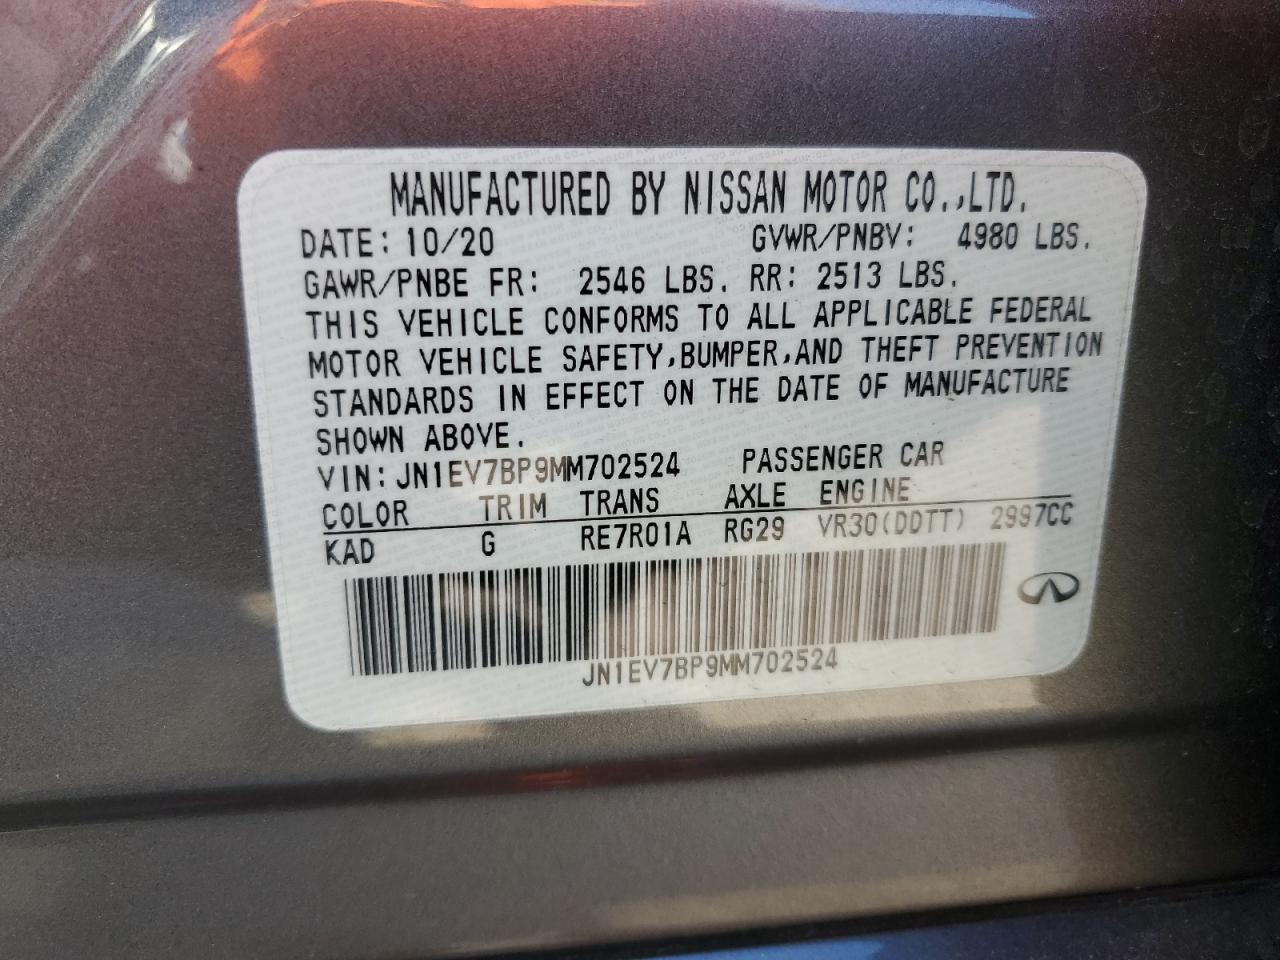 MANUFACTURED BY NISSAN MOTOR CO.,LTD.
DATE: 10/20 GVWR/PNBV: 4980 LBS.
GAWR/PNBE FR: 2546 LBS. RR: 2513 LBS.
THIS VEHICLE CONFORMS TO ALL APPLICABLE FEDERAL
MOTOR VEHICLE SAFETY,BUMPER,AND THEFT PREVENTION
STANDARDS IN EFFECT ON THE DATE OF MANUFACTURE
SHOWN ABOVE.
VIN: JN1EV7BP9MM702524 PASSENGER CAR
COLOR TRIM TRANS AXLE ENGINE
KAD G RE7R01A RG29 VR30(DDTT) 2997CC
JN1EV7BP9MM702524